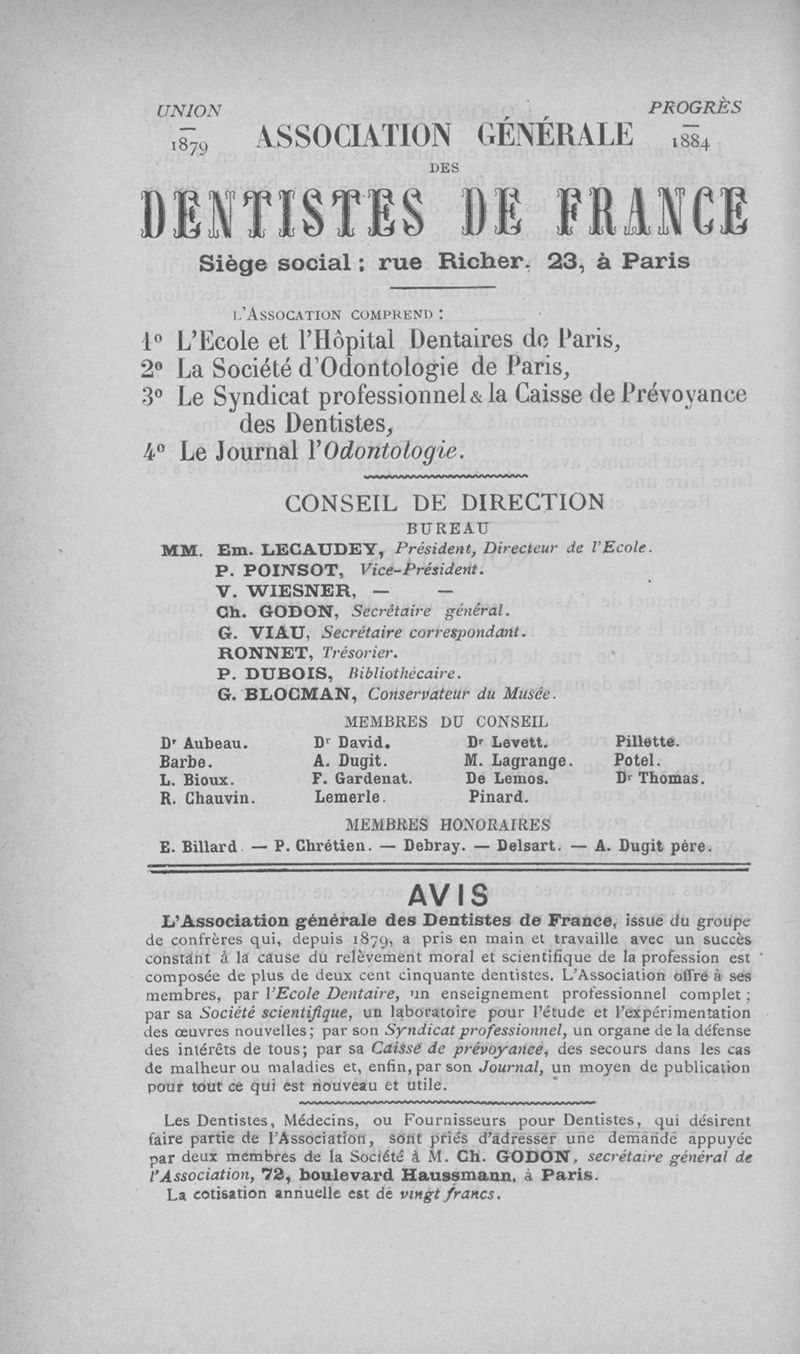 UNION
PROGRÈS
1879
ASSOCIATION GÉNÉRALE
1884
DES
DENTISTES DE FRANCE
Siège social ; rue Richer. 23, à Paris
L'ASSOCATION COMPREND :
1º L'Ecole et l'Hôpital Dentaires de Paris,
2º La Société d'Odontologie de Paris,
3º Le Syndicat professionnel & la Caisse de Prévoyance
des Dentistes,
4º Le Journal l'Odontologie.
CONSEIL DE DIRECTION
BUREAU
MM. Em. LECAUDEY, Président, Directeur de l'Ecole.
P. POINSOT, Vice-Président.
V. WIESNER, — —
Ch. GODON, Secrétaire général.
G. VIAU, Secrétaire correspondant.
RONNET, Trésorier.
P. DUBOIS, Bibliothécaire.
G. BLOCMAN, Conservateur du Musée.
MEMBRES DU CONSEIL
Dr Aubeau. Dr David. Dr Levett. Pillette.
Barbe. A. Dugit. M. Lagrange. Potel.
L. Bioux. F. Gardenat. De Lemos. Dr Thomas.
R. Chauvin. Lemerle. Pinard.
MEMBRES HONORAIRES
E. Billard — P. Chrétien. — Debray. — Delsart. — A. Dugit père.
AVIS
L'Association générale des Dentistes de France, issue du groupe
de confrères qui, depuis 1879, a pris en main et travaille avec un succès
constant à la cause du relèvement moral et scientifique de la profession est
composée de plus de deux cent cinquante dentistes. L'Association offre à ses
membres, par l'Ecole Dentaire, un enseignement professionnel complet ;
par sa Société scientifique, un laboratoire pour l'étude et l'expérimentation
des œuvres nouvelles ; par son Syndicat professionnel, un organe de la défense
des intérêts de tous; par sa Caisse de prévoyance, des secours dans les cas
de malheur ou maladies et, enfin, par son Journal, un moyen de publication
pour tout ce qui est nouveau et utile.
Les Dentistes, Médecins, ou Fournisseurs pour Dentistes, qui désirent
faire partie de l'Association, sont priés d'adresser une demande appuyée
par deux membres de la Société à M. Ch. GODON, secrétaire général de
l'Association, 72, boulevard Haussmann, à Paris.
La cotisation annuelle est de vingt francs.